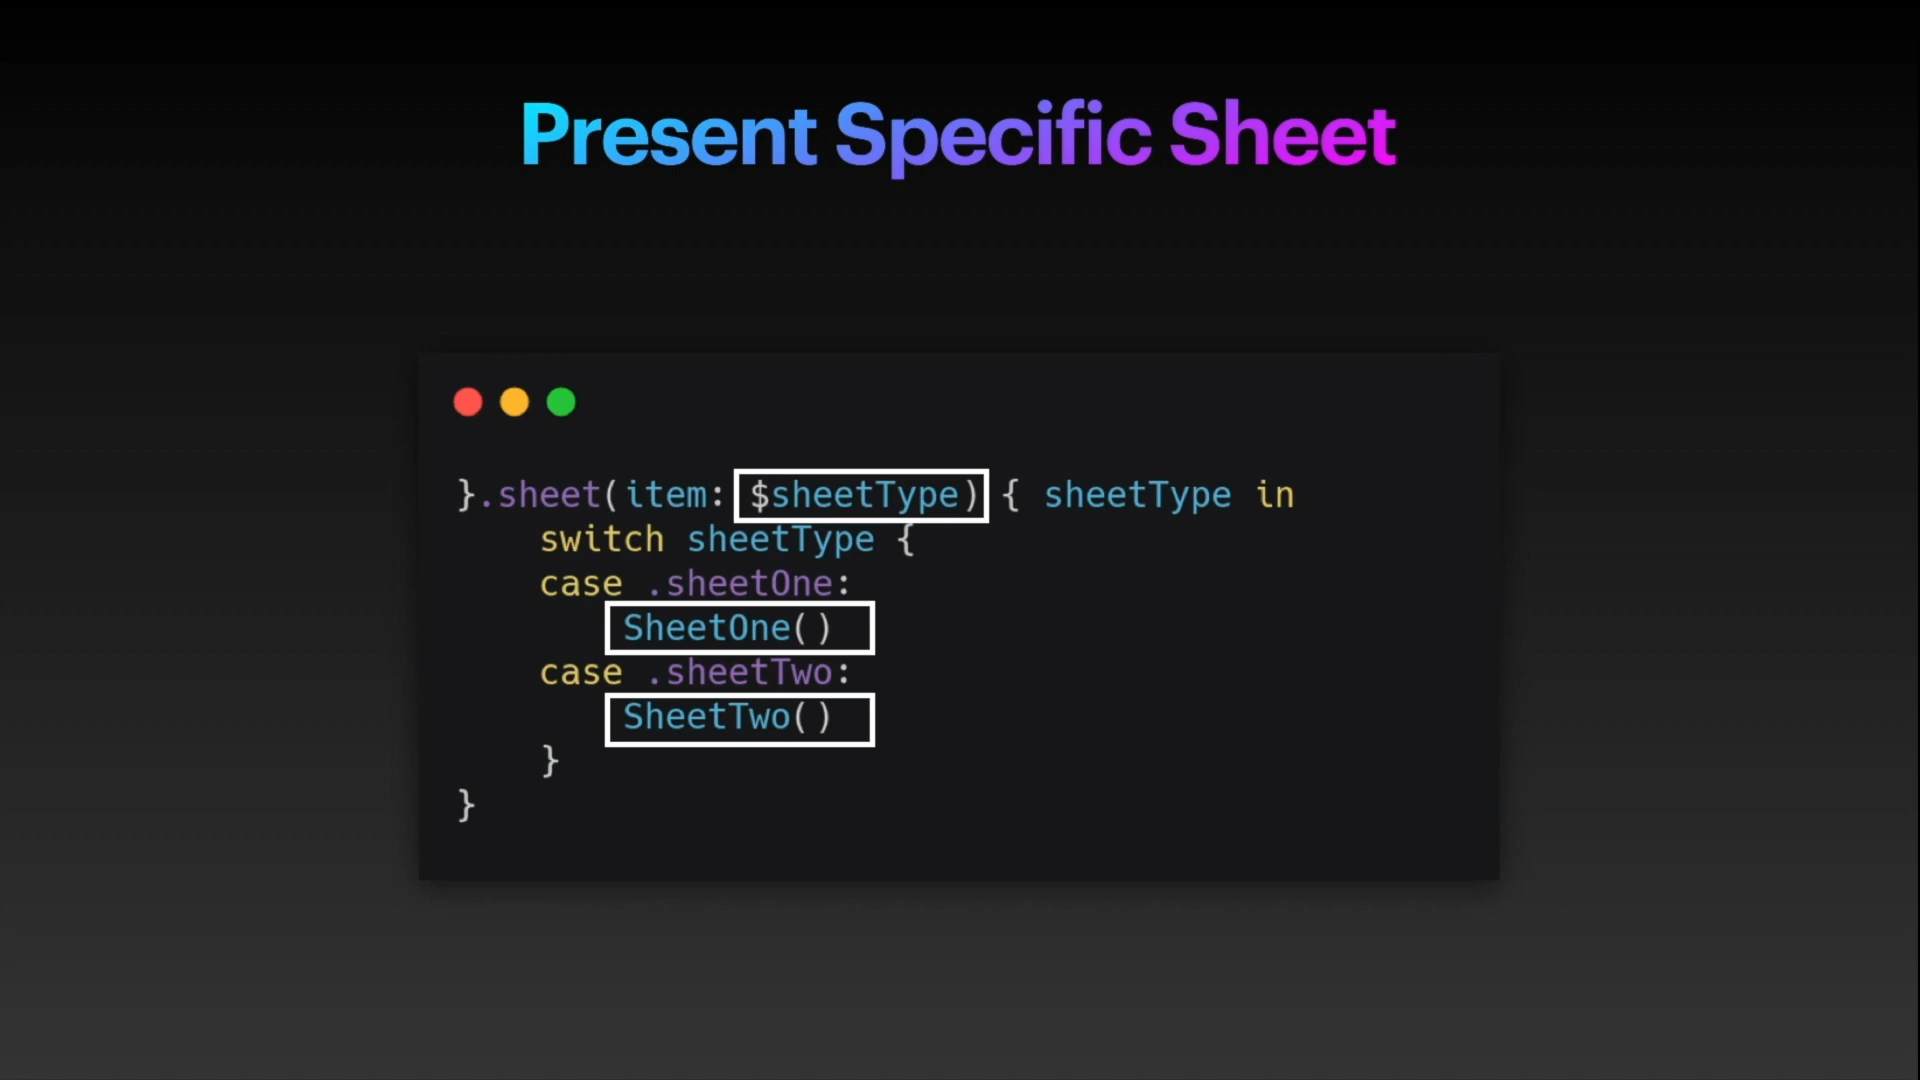 Present Specific Sheet
}.sheet(item: $sheetType) { sheetType in
    switch sheetType {
    case .sheetOne:
        SheetOne()
    case .sheetTwo:
        SheetTwo()
    }
}